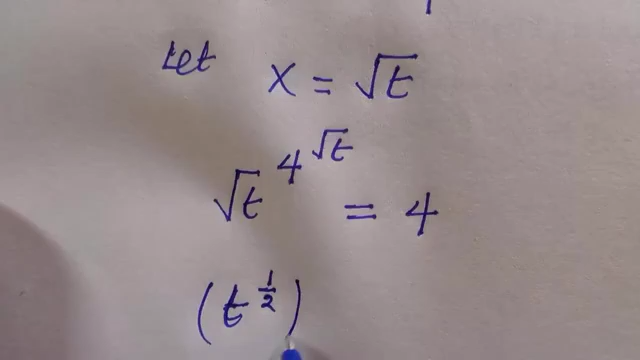 Let x = √t
√t^4^√t = 4
(t^1/2)